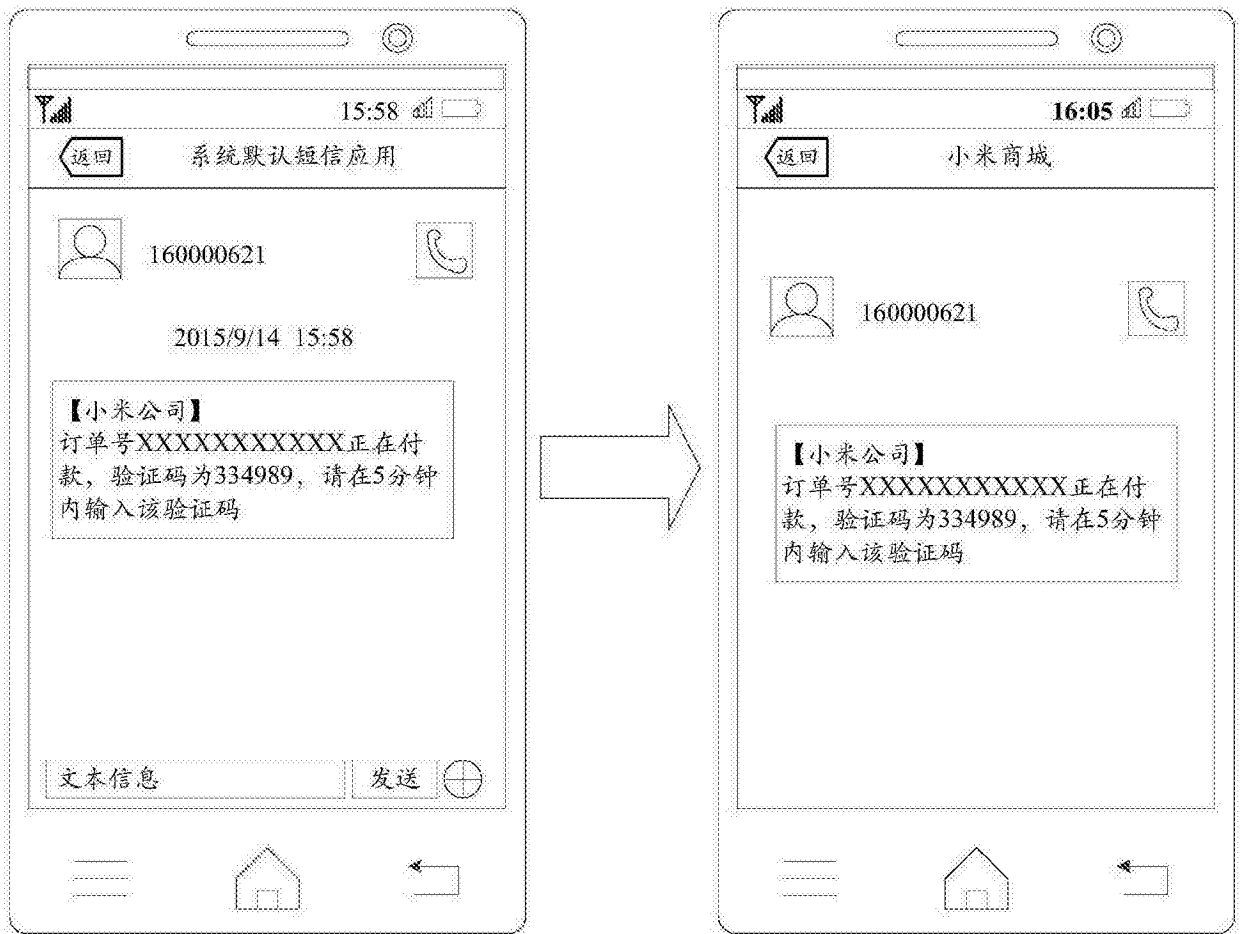 15:58
返回
系统默认短信应用
160000621
2015/9/14 15:58
【小米公司】
订单号XXXXXXXXXXX正在付
款，验证码为334989，请在5分钟
内输入该验证码
文本信息
发送
16:05
返回
小米商城
160000621
【小米公司】
订单号XXXXXXXXXXX正在付
款，验证码为334989，请在5分钟
内输入该验证码